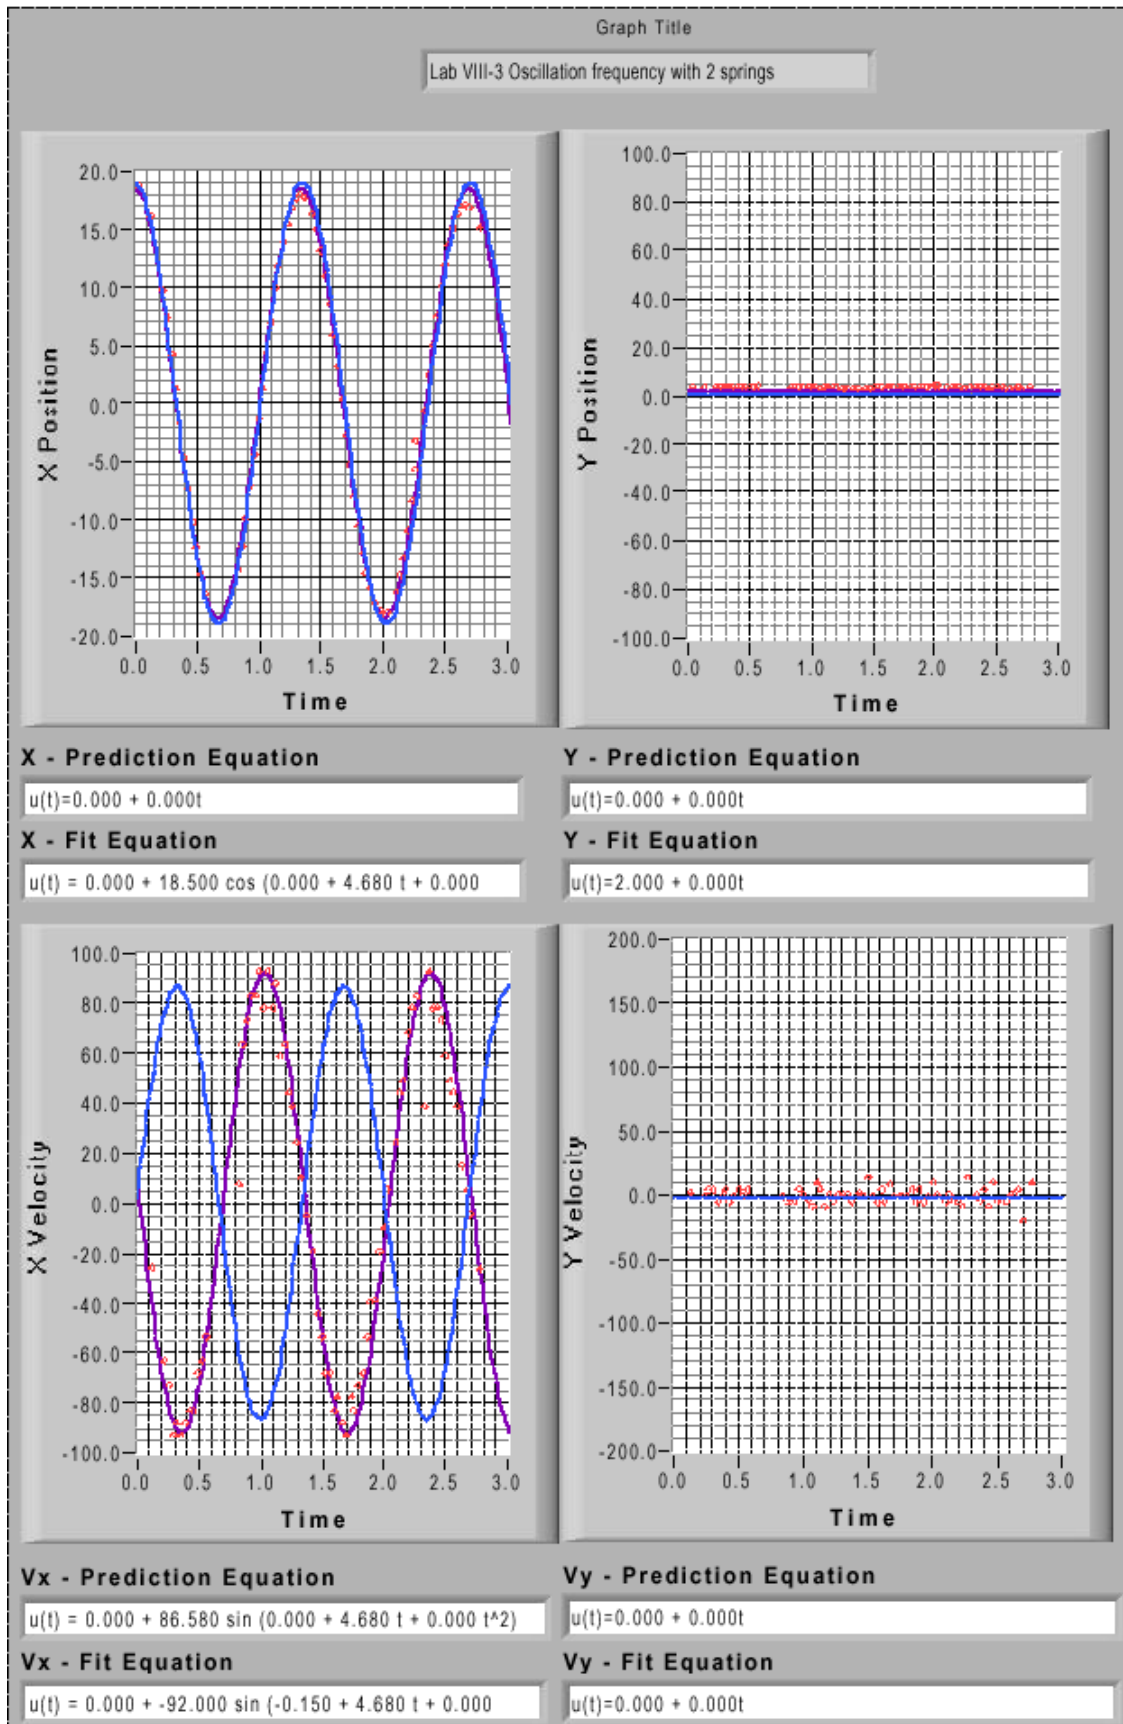 Graph Title
Lab VIII-3 Oscillation frequency with 2 springs
20.0
15.0
10.0
5.0
0.0
-5.0
-10.0
-15.0
-20.0
X Position
0.0 0.5 1.0 1.5 2.0 2.5 3.0
Time
100.0
80.0
60.0
40.0
20.0
0.0
-20.0
-40.0
-60.0
-80.0
-100.0
Y Position
0.0 0.5 1.0 1.5 2.0 2.5 3.0
Time
X - Prediction Equation
u(t)=0.000 + 0.000t
Y - Prediction Equation
u(t)=0.000 + 0.000t
X - Fit Equation
u(t) = 0.000 + 18.500 cos (0.000 + 4.680 t + 0.000
Y - Fit Equation
u(t)=2.000 + 0.000t
100.0
80.0
60.0
40.0
20.0
0.0
-20.0
-40.0
-60.0
-80.0
-100.0
X Velocity
0.0 0.5 1.0 1.5 2.0 2.5 3.0
Time
200.0
150.0
100.0
50.0
0.0
-50.0
-100.0
-150.0
-200.0
Y Velocity
0.0 0.5 1.0 1.5 2.0 2.5 3.0
Time
Vx - Prediction Equation
u(t) = 0.000 + 86.580 sin (0.000 + 4.680 t + 0.000 t^2)
Vy - Prediction Equation
u(t)=0.000 + 0.000t
Vx - Fit Equation
u(t) = 0.000 + -92.000 sin (-0.150 + 4.680 t + 0.000
Vy - Fit Equation
u(t)=0.000 + 0.000t